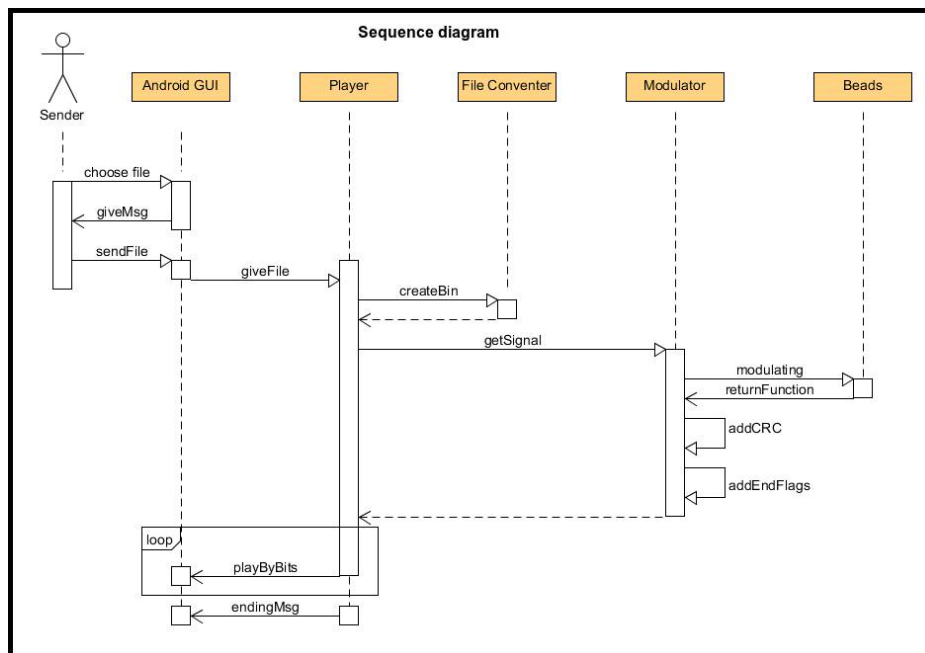 Sequence diagram
Sender
Android GUI
Player
File Conventer
Modulator
Beads
choose file
giveMsg
sendFile
giveFile
createBin
getSignal
modulating
returnFunction
addCRC
addEndFlags
loop
playByBits
endingMsg